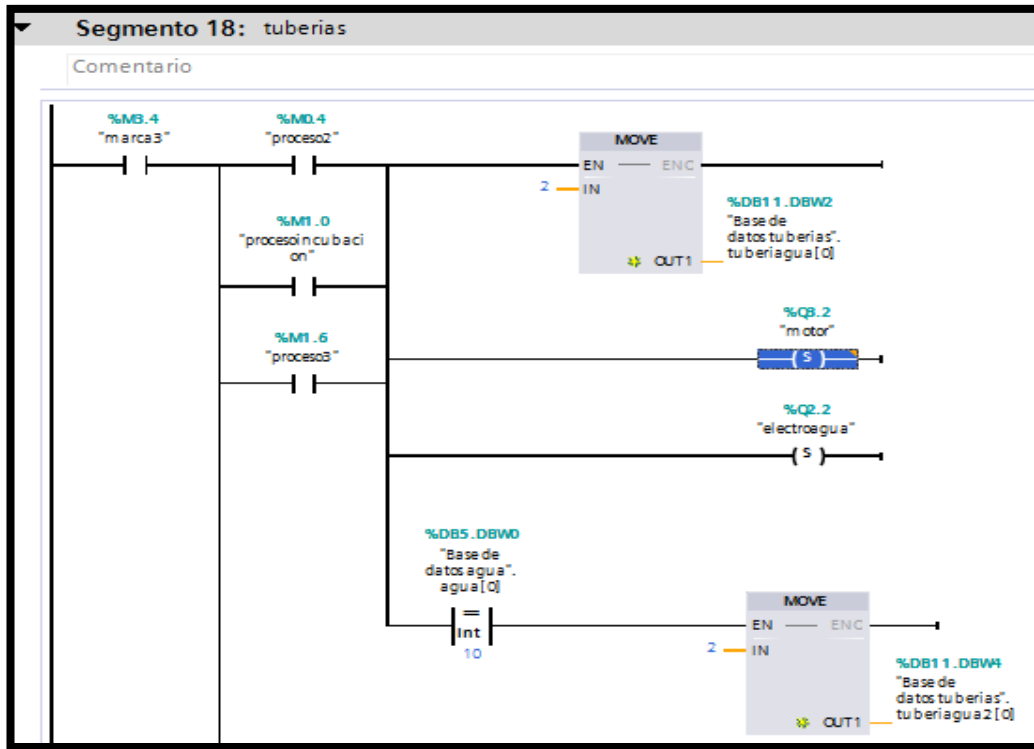 Segmento 18: tuberias
Comentario
%M3.4
"marca3"
%M0.4
"proceso2"
MOVE
EN
ENC
2
IN
OUT1
%DB11.DBW2
"Base de
datos tuberias".
tuberiagua[0]
%M1.0
"procesoincubaci
on"
%M1.6
"proceso3"
%Q3.2
"motor"
S
%Q2.2
"electroagua"
S
%DB5.DBW0
"Base de
datos agua".
agua[0]
=
Int
10
MOVE
EN
ENC
2
IN
OUT1
%DB11.DBW4
"Base de
datos tuberias".
tuberiagua2[0]